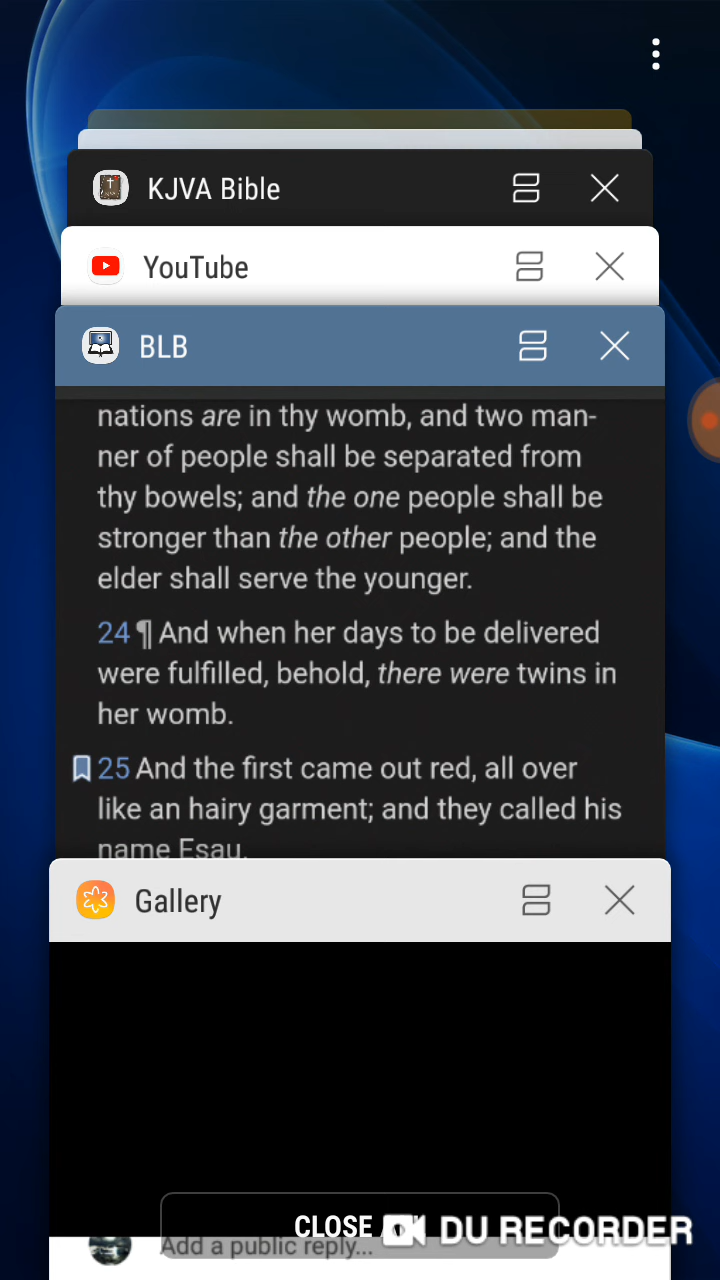 KJVA Bible
YouTube
BLB
nations are in thy womb, and two man-
ner of people shall be separated from
thy bowels; and the one people shall be
stronger than the other people; and the
elder shall serve the younger.
24 ¶ And when her days to be delivered
were fulfilled, behold, there were twins in
her womb.
25 And the first came out red, all over
like an hairy garment; and they called his
name Esau.
Gallery
CLOSE
DU RECORDER
Add a public reply...